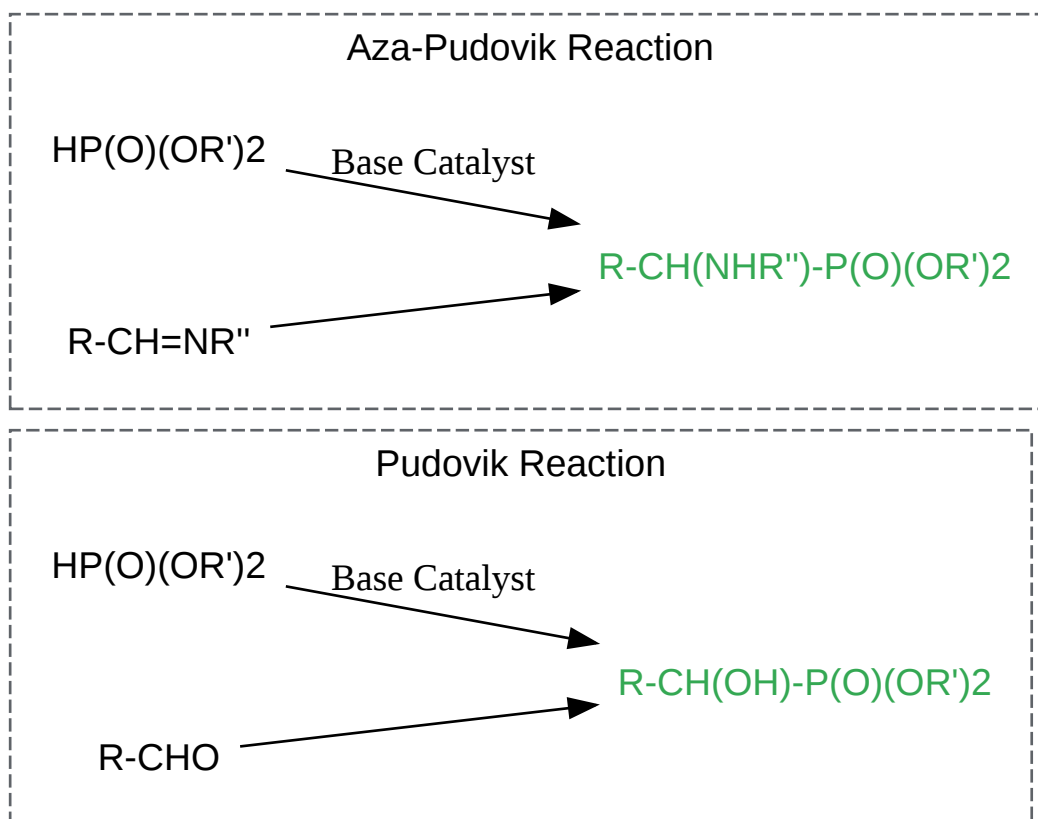 Aza-Pudovik Reaction
HP(O)(OR')2
Base Catalyst
R-CH(NHR")-P(O)(OR')2
R-CH=NR"
Pudovik Reaction
HP(O)(OR')2
Base Catalyst
R-CH(OH)-P(O)(OR')2
R-CHO